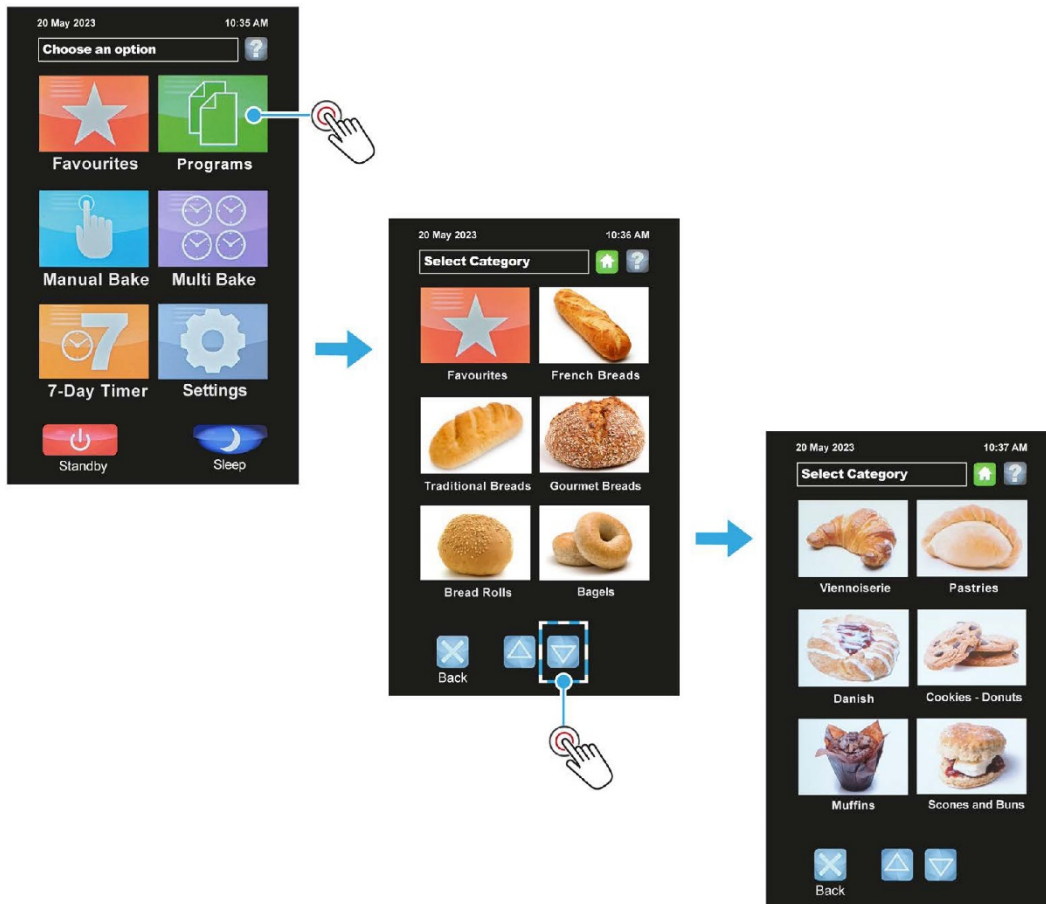 20 May 2023 10:35 AM
Choose an option ?
Favourites Programs
Manual Bake Multi Bake
7
7-Day Timer Settings
Standby Sleep
20 May 2023 10:36 AM
Select Category ?
Favourites French Breads
Traditional Breads Gourmet Breads
Bread Rolls Bagels
Back
20 May 2023 10:37 AM
Select Category ?
Viennoiserie Pastries
Danish Cookies - Donuts
Muffins Scones and Buns
Back